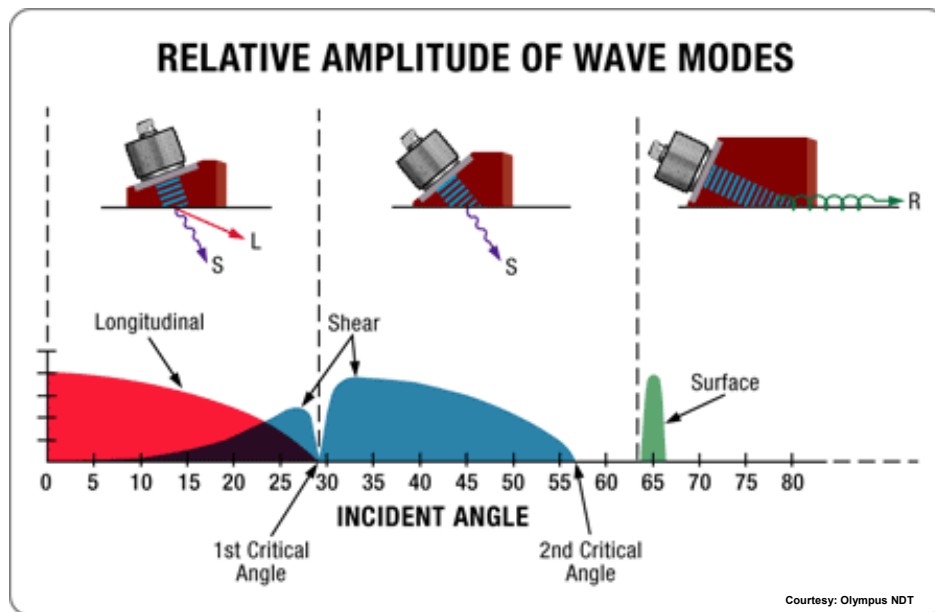 RELATIVE AMPLITUDE OF WAVE MODES
L
S
S
R
Longitudinal
Shear
Surface
0 5 10 15 20 25 30 35 40 45 50 55 60 65 75 75 80
INCIDENT ANGLE
1st Critical
Angle
2nd Critical
Angle
Courtesy: Olympus NDT